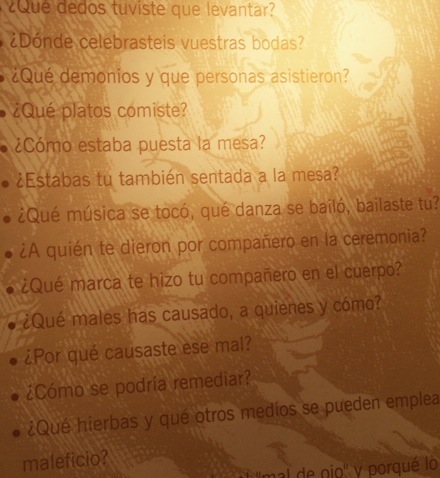 ¿Qué dedos tuviste que levantar?
• ¿Dónde celebrasteis vuestras bodas?
• ¿Qué demonios y que personas asistieron?
• ¿Qué platos comiste?
• ¿Cómo estaba puesta la mesa?
• ¿Estabas tú también sentada a la mesa?
• ¿Qué música se tocó, qué danza se bailó, bailaste tú?
• ¿A quién te dieron por compañero en la ceremonia?
• ¿Qué marca te hizo tu compañero en el cuerpo?
• ¿Qué males has causado, a quienes y cómo?
• ¿Por qué causaste ese mal?
• ¿Cómo se podría remediar?
• ¿Qué hierbas y qué otros medios se pueden emplea
maleficio?
"mal de ojo" y porqué lo